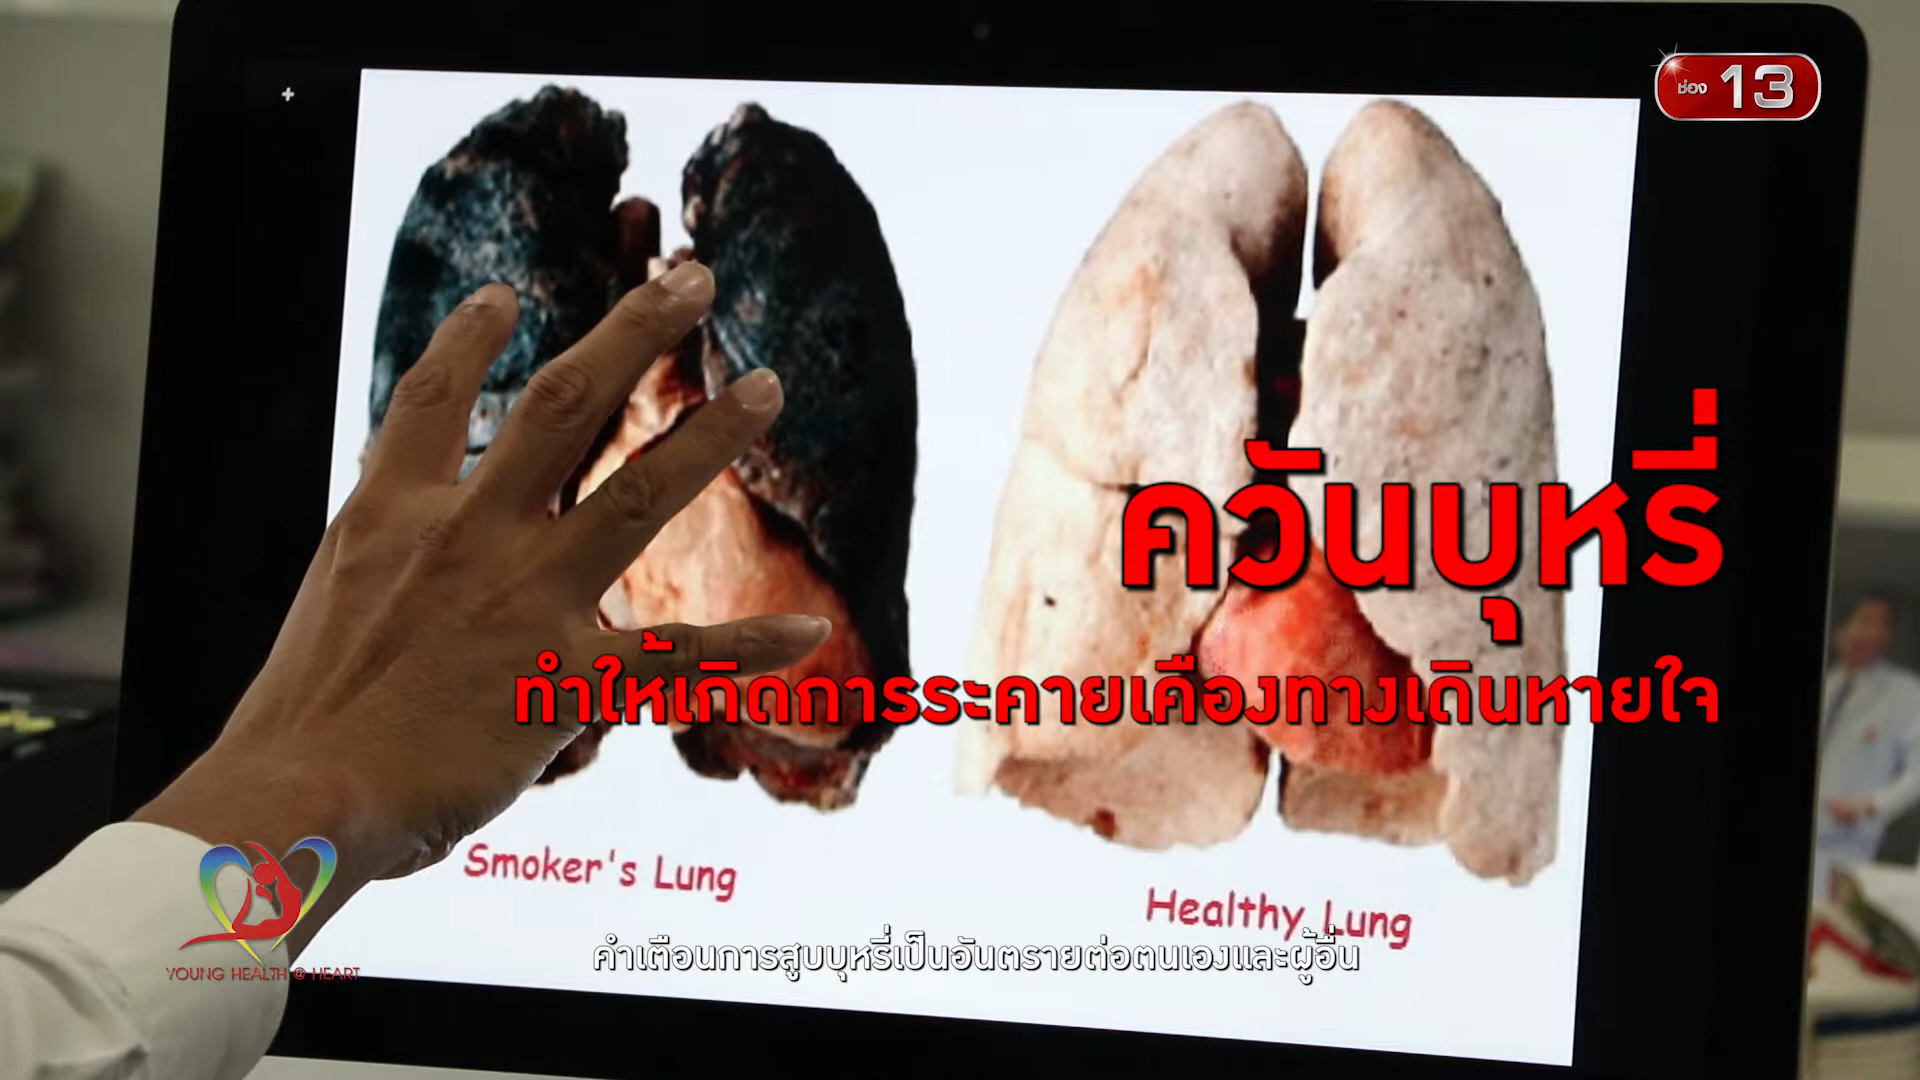 ช่อง 13
ควันบุหรี่
ทำให้เกิดการระคายเคืองทางเดินหายใจ
Smoker's Lung
Healthy Lung
คำเตือนการสูบบุหรี่เป็นอันตรายต่อตนเองและผู้อื่น
YOUNG HEALTH @ HEART